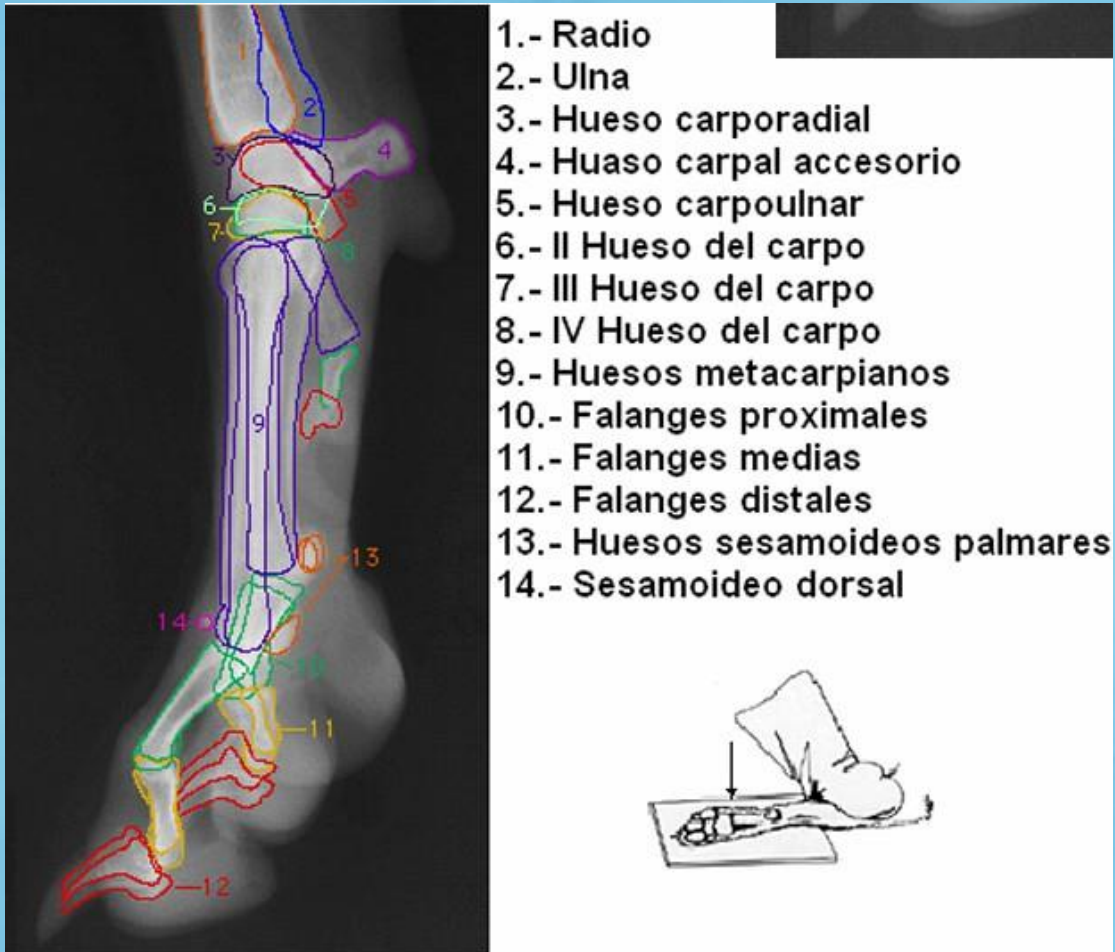 1.- Radio
2.- Ulna
3.- Hueso carporadial
4.- Huaso carpal accesorio
5.- Hueso carpoulnar
6.- II Hueso del carpo
7.- III Hueso del carpo
8.- IV Hueso del carpo
9.- Huesos metacarpianos
10.- Falanges proximales
11.- Falanges medias
12.- Falanges distales
13.- Huesos sesamoideos palmares
14.- Sesamoideo dorsal
1
2
3
4
5
6
7
8
9
13
14
10
11
12